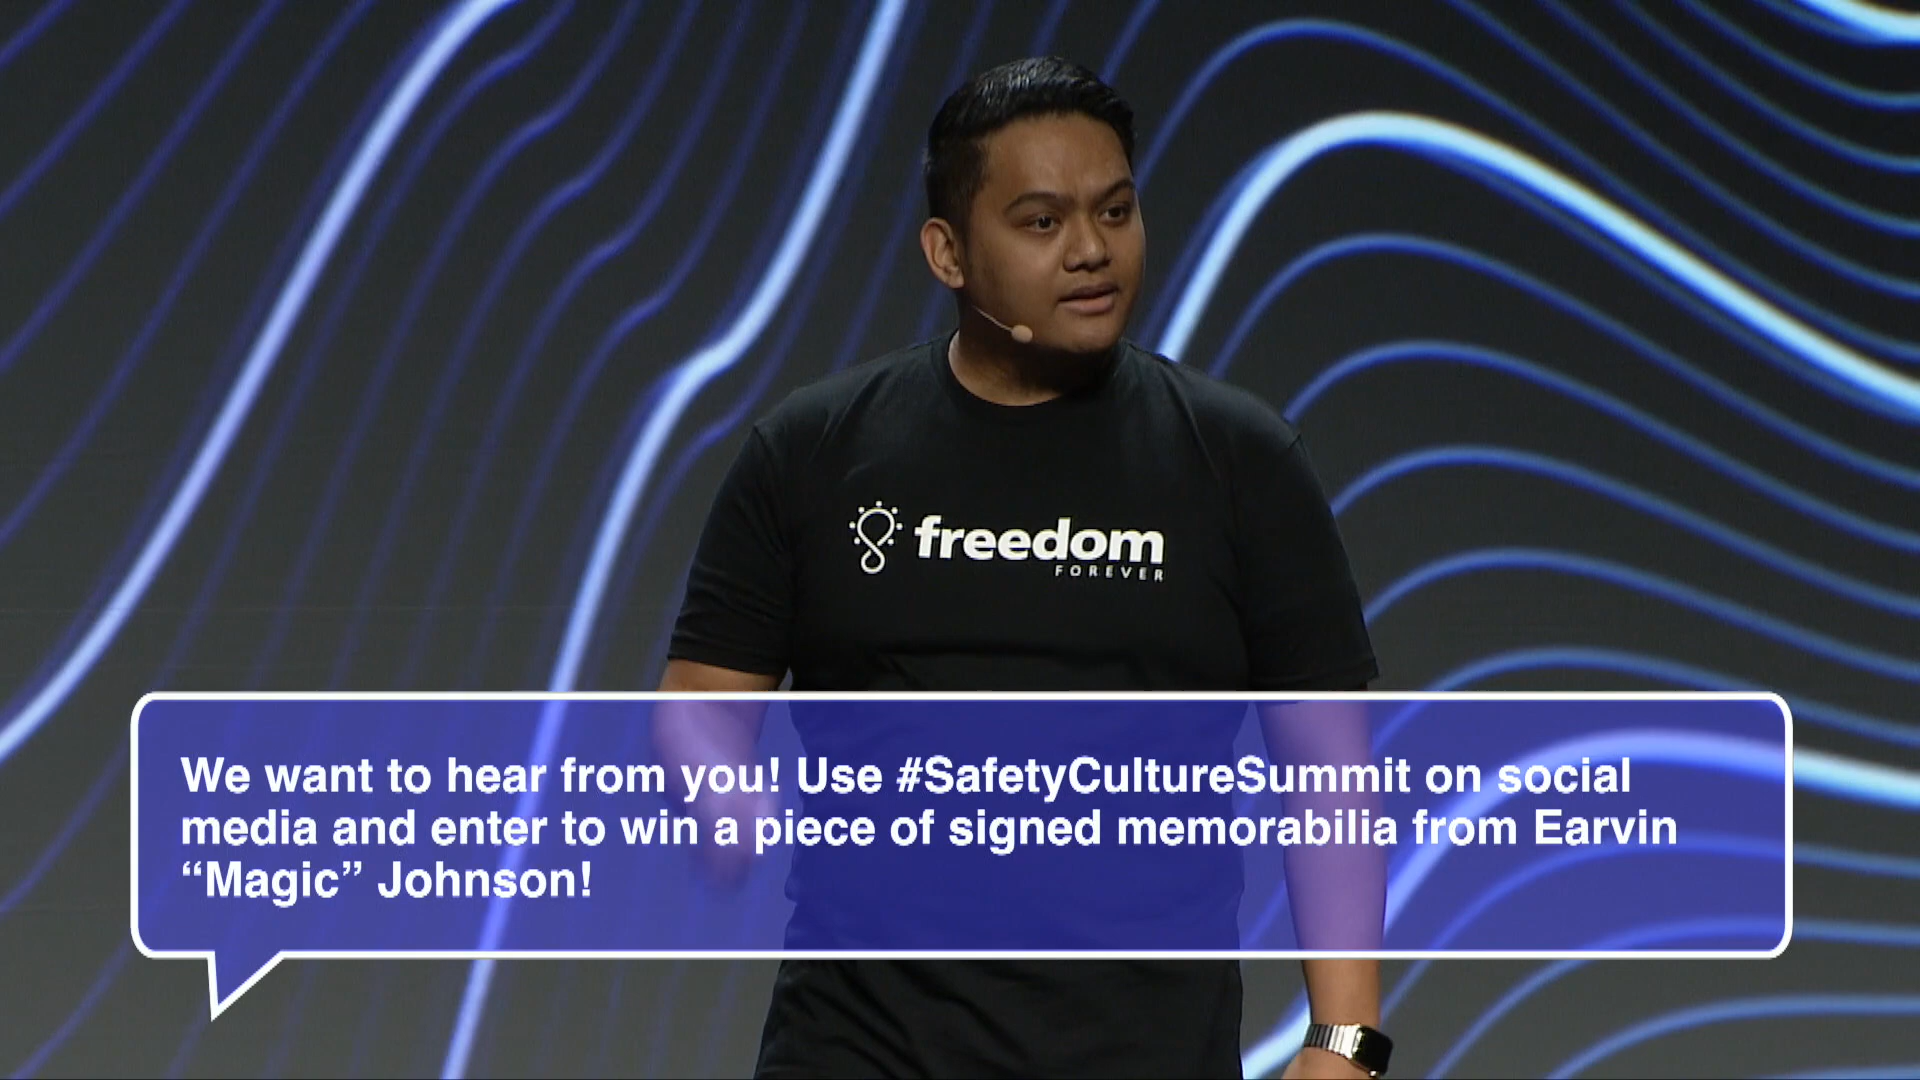 freedom
FOREVER
We want to hear from you! Use #SafetyCultureSummit on social
media and enter to win a piece of signed memorabilia from Earvin
“Magic” Johnson!